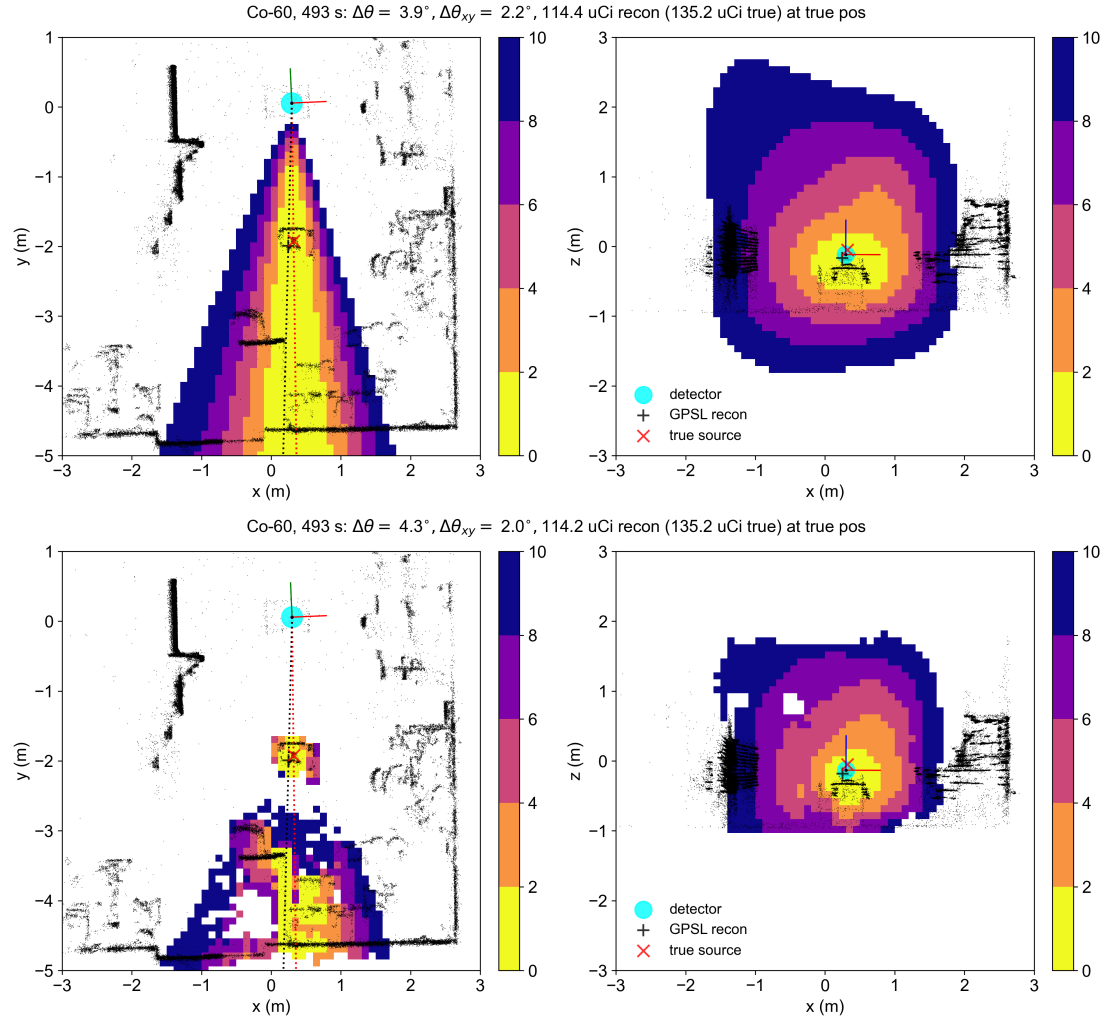 Co-60, 493 s: Δθ = 3.9°, Δθxy = 2.2°, 114.4 uCi recon (135.2 uCi true) at true pos
1
0
−1
−2
−3
−4
−5
y (m)
−3 −2 −1 0 1 2 3
x (m)
10
8
6
4
2
0
3
2
1
0
−1
−2
−3
z (m)
detector
GPSL recon
true source
−3 −2 −1 0 1 2 3
x (m)
10
8
6
4
2
0
Co-60, 493 s: Δθ = 4.3°, Δθxy = 2.0°, 114.2 uCi recon (135.2 uCi true) at true pos
1
0
−1
−2
−3
−4
−5
y (m)
−3 −2 −1 0 1 2 3
x (m)
10
8
6
4
2
0
3
2
1
0
−1
−2
−3
z (m)
detector
GPSL recon
true source
−3 −2 −1 0 1 2 3
x (m)
10
8
6
4
2
0